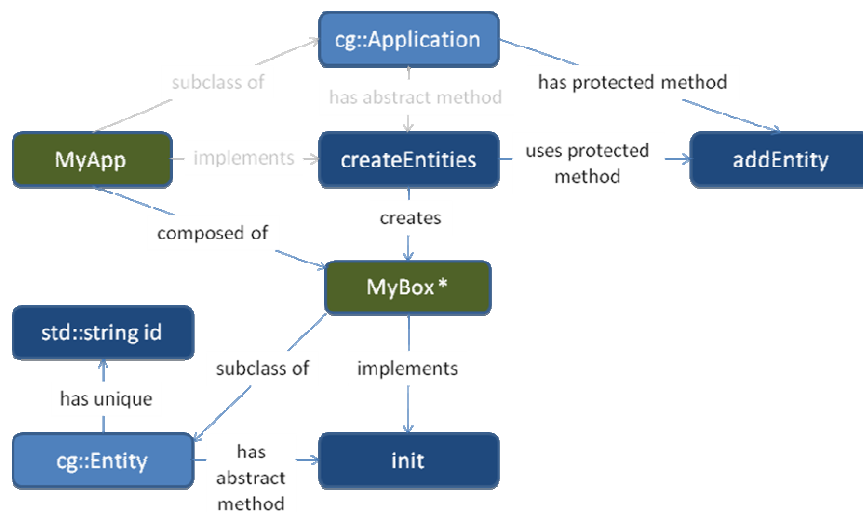 cg::Application
subclass of
has abstract method
has protected method
MyApp
implements
createEntities
uses protected
method
addEntity
composed of
creates
MyBox *
std::string id
subclass of
implements
has unique
cg::Entity
has
abstract
method
init